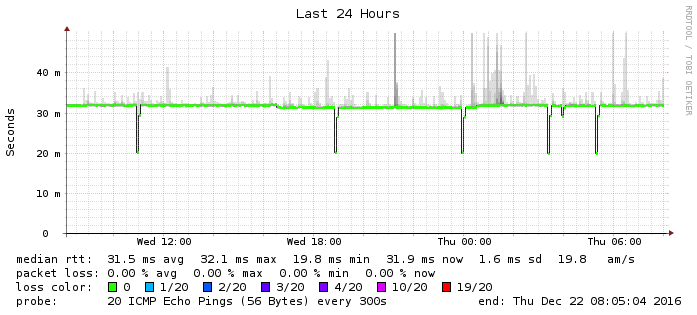 Last 24 Hours
RRDTOOL / TOBI OETIKER
Seconds
40 m
30 m
20 m
10 m
0
Wed 12:00 Wed 18:00 Thu 00:00 Thu 06:00
median rtt: 31.5 ms avg 32.1 ms max 19.8 ms min 31.9 ms now 1.6 ms sd 19.8 am/s
packet loss: 0.00 % avg 0.00 % max 0.00 % min 0.00 % now
loss color: 0 1/20 2/20 3/20 4/20 10/20 19/20
probe: 20 ICMP Echo Pings (56 Bytes) every 300s end: Thu Dec 22 08:05:04 2016